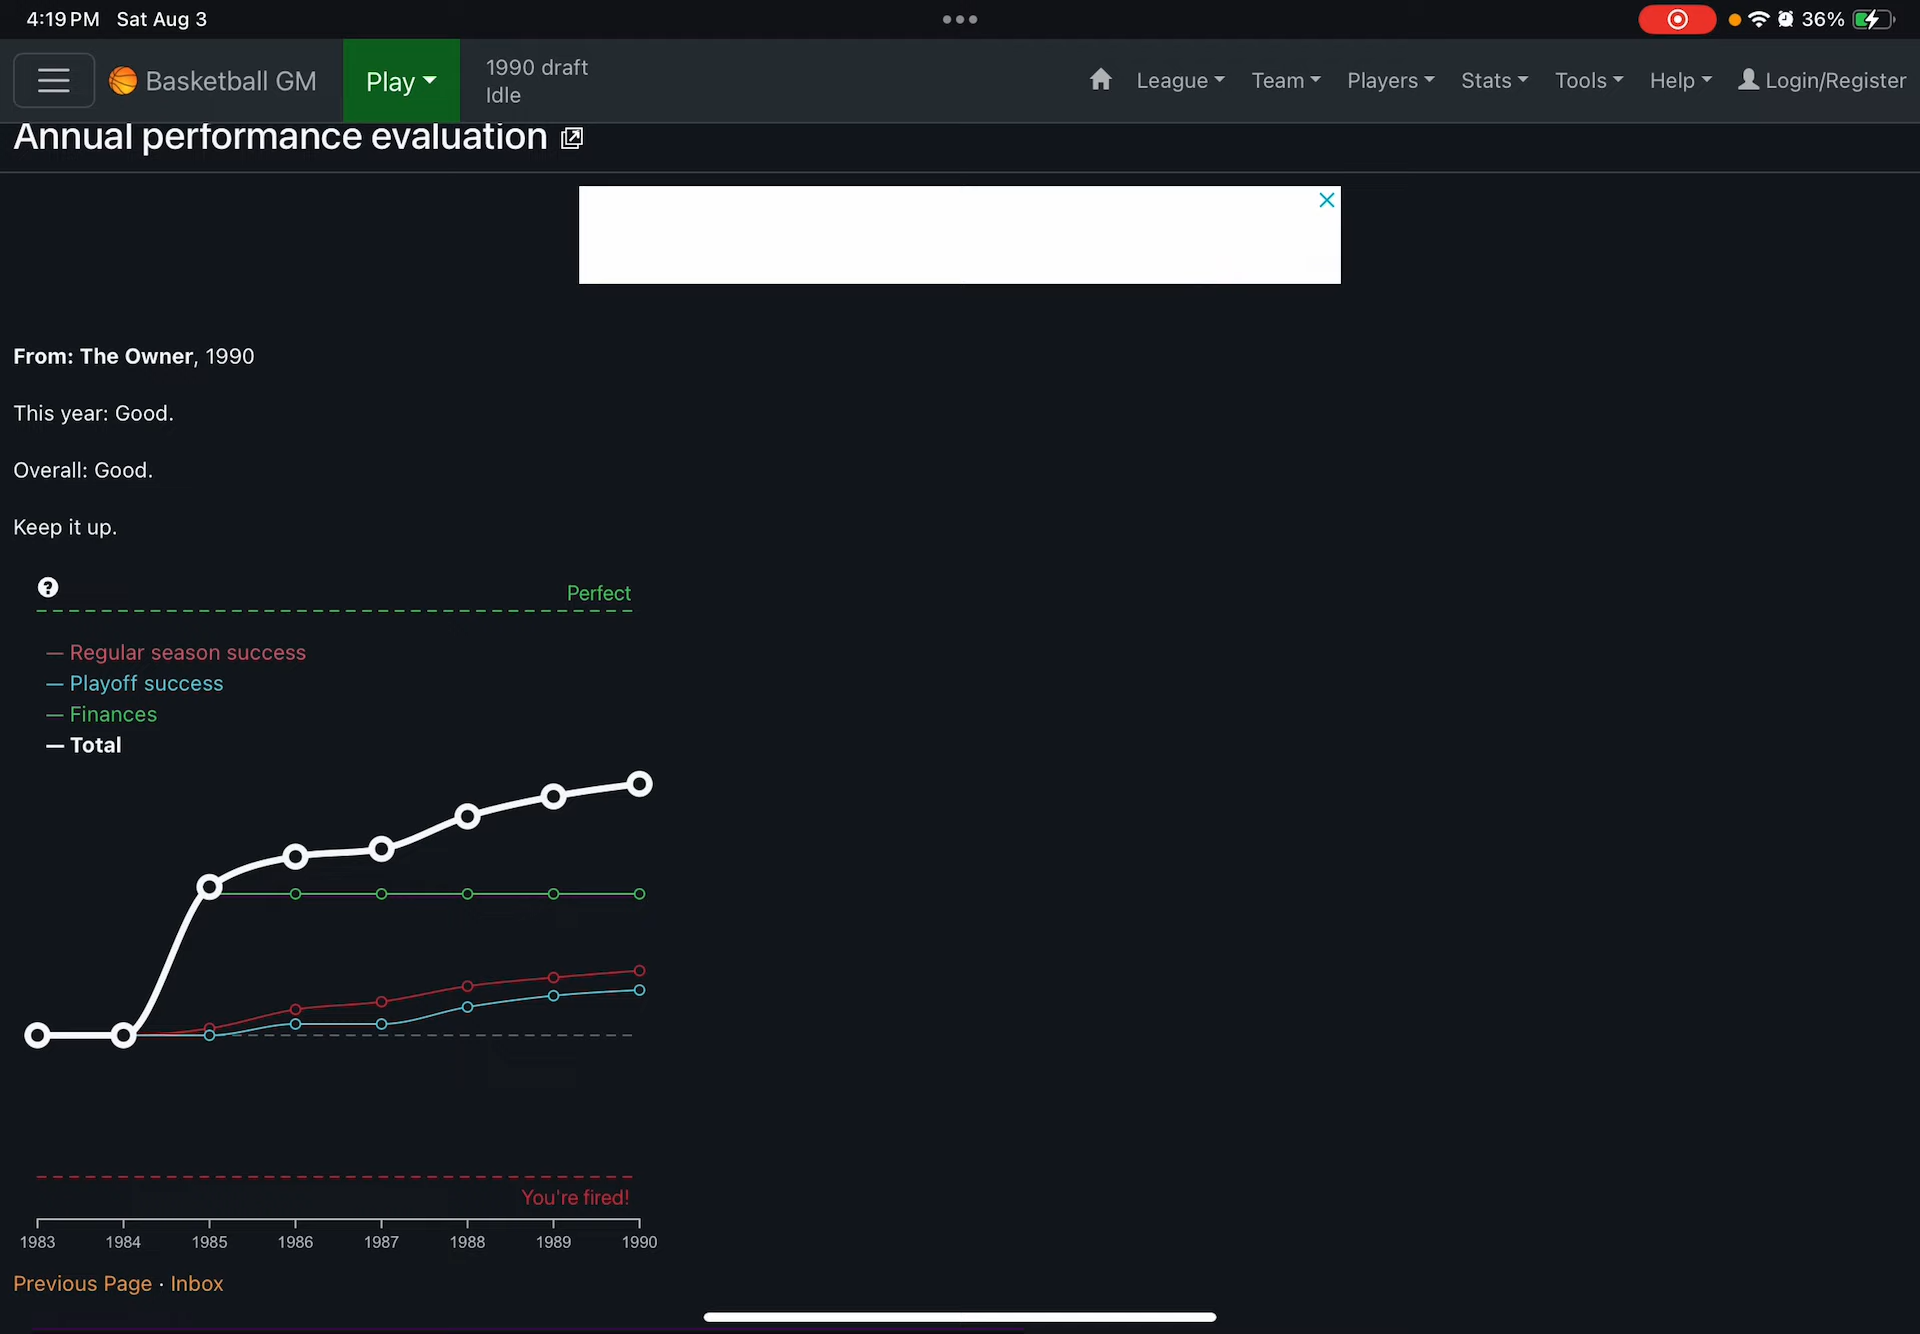 4:19 PM Sat Aug 3
36%
Basketball GM
Play
1990 draft
Idle
League
Team
Players
Stats
Tools
Help
Login/Register
Annual performance evaluation
From: The Owner, 1990
This year: Good.
Overall: Good.
Keep it up.
?
Perfect
Regular season success
Playoff success
Finances
Total
You're fired!
1983 1984 1985 1986 1987 1988 1989 1990
Previous Page · Inbox